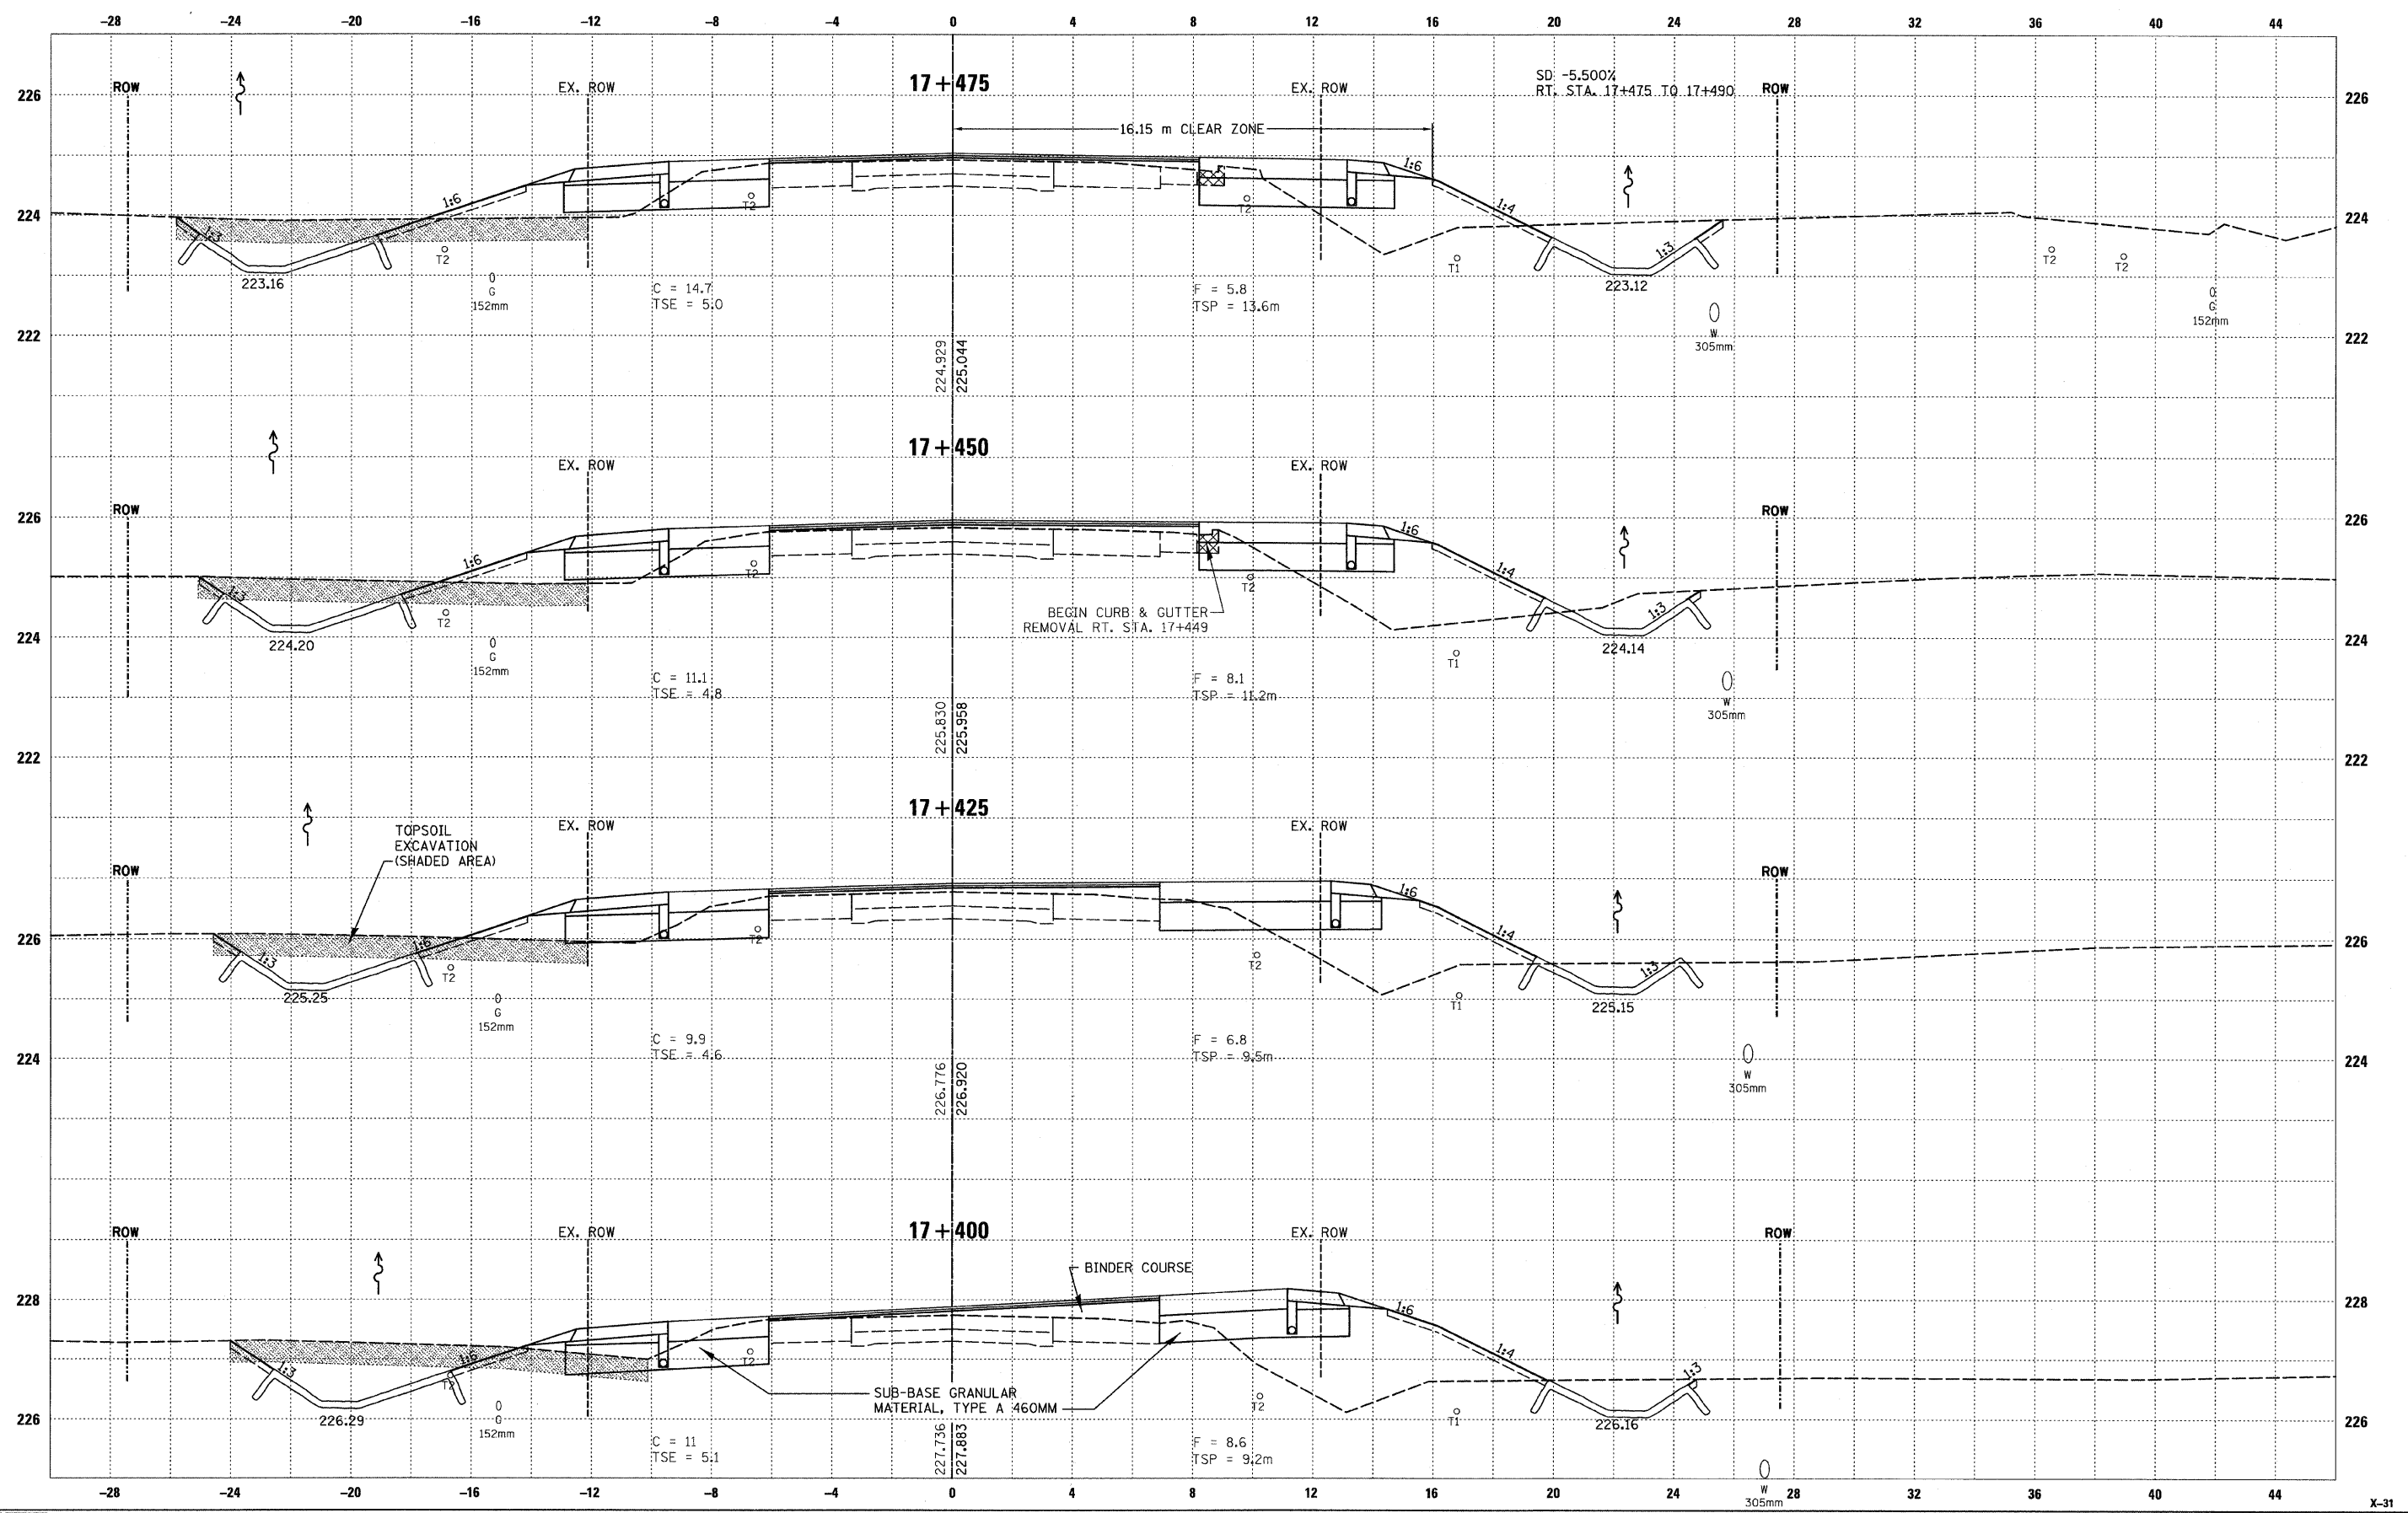 -28 -24 -20 -16 -12 -8 -4 0 4 8 12 16 20 24 28 32 36 40 44
17+475
SD -5.500%
RT. STA. 17+475 TO 17+490
ROW
EX. ROW
EX. ROW
ROW
226
226
16.15 m CLEAR ZONE
1:6
1:6
1:4
224
224
1:3
1:3
T2
T2
T2
T1
T2
T2
223.16
223.12
G
152mm
C = 14.7
TSE = 5.0
F = 5.8
TSP = 13.6m
W
305mm
G
152mm
222
222
224.929
225.044
17+450
EX. ROW
EX. ROW
ROW
ROW
226
226
1:6
1:6
1:4
1:3
1:3
T2
T2
T2
T1
BEGIN CURB & GUTTER
REMOVAL RT. STA. 17+449
224
224
224.20
224.14
G
152mm
C = 11.1
TSE = 4.8
F = 8.1
TSP = 11.2m
W
305mm
225.830
225.958
222
222
17+425
TOPSOIL
EXCAVATION
(SHADED AREA)
EX. ROW
EX. ROW
ROW
ROW
226
226
1:6
1:6
1:4
1:3
1:3
T2
T2
T2
T1
225.25
225.15
G
152mm
C = 9.9
TSE = 4.6
F = 6.8
TSP = 9.5m
W
305mm
224
224
226.776
226.920
17+400
ROW
EX. ROW
EX. ROW
ROW
BINDER COURSE
228
228
1:6
1:6
1:4
1:3
1:3
T2
T2
T2
T1
SUB-BASE GRANULAR
MATERIAL, TYPE A 460MM
226
226
226.29
226.16
G
152mm
C = 11
TSE = 5.1
F = 8.6
TSP = 9.2m
W
305mm
227.736
227.883
-28 -24 -20 -16 -12 -8 -4 0 4 8 12 16 20 24 28 32 36 40 44
X-31